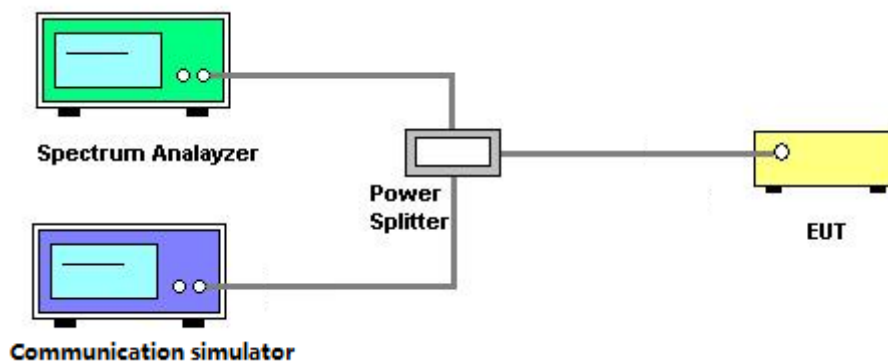 Spectrum Analayzer
Power
Splitter
EUT
Communication simulator